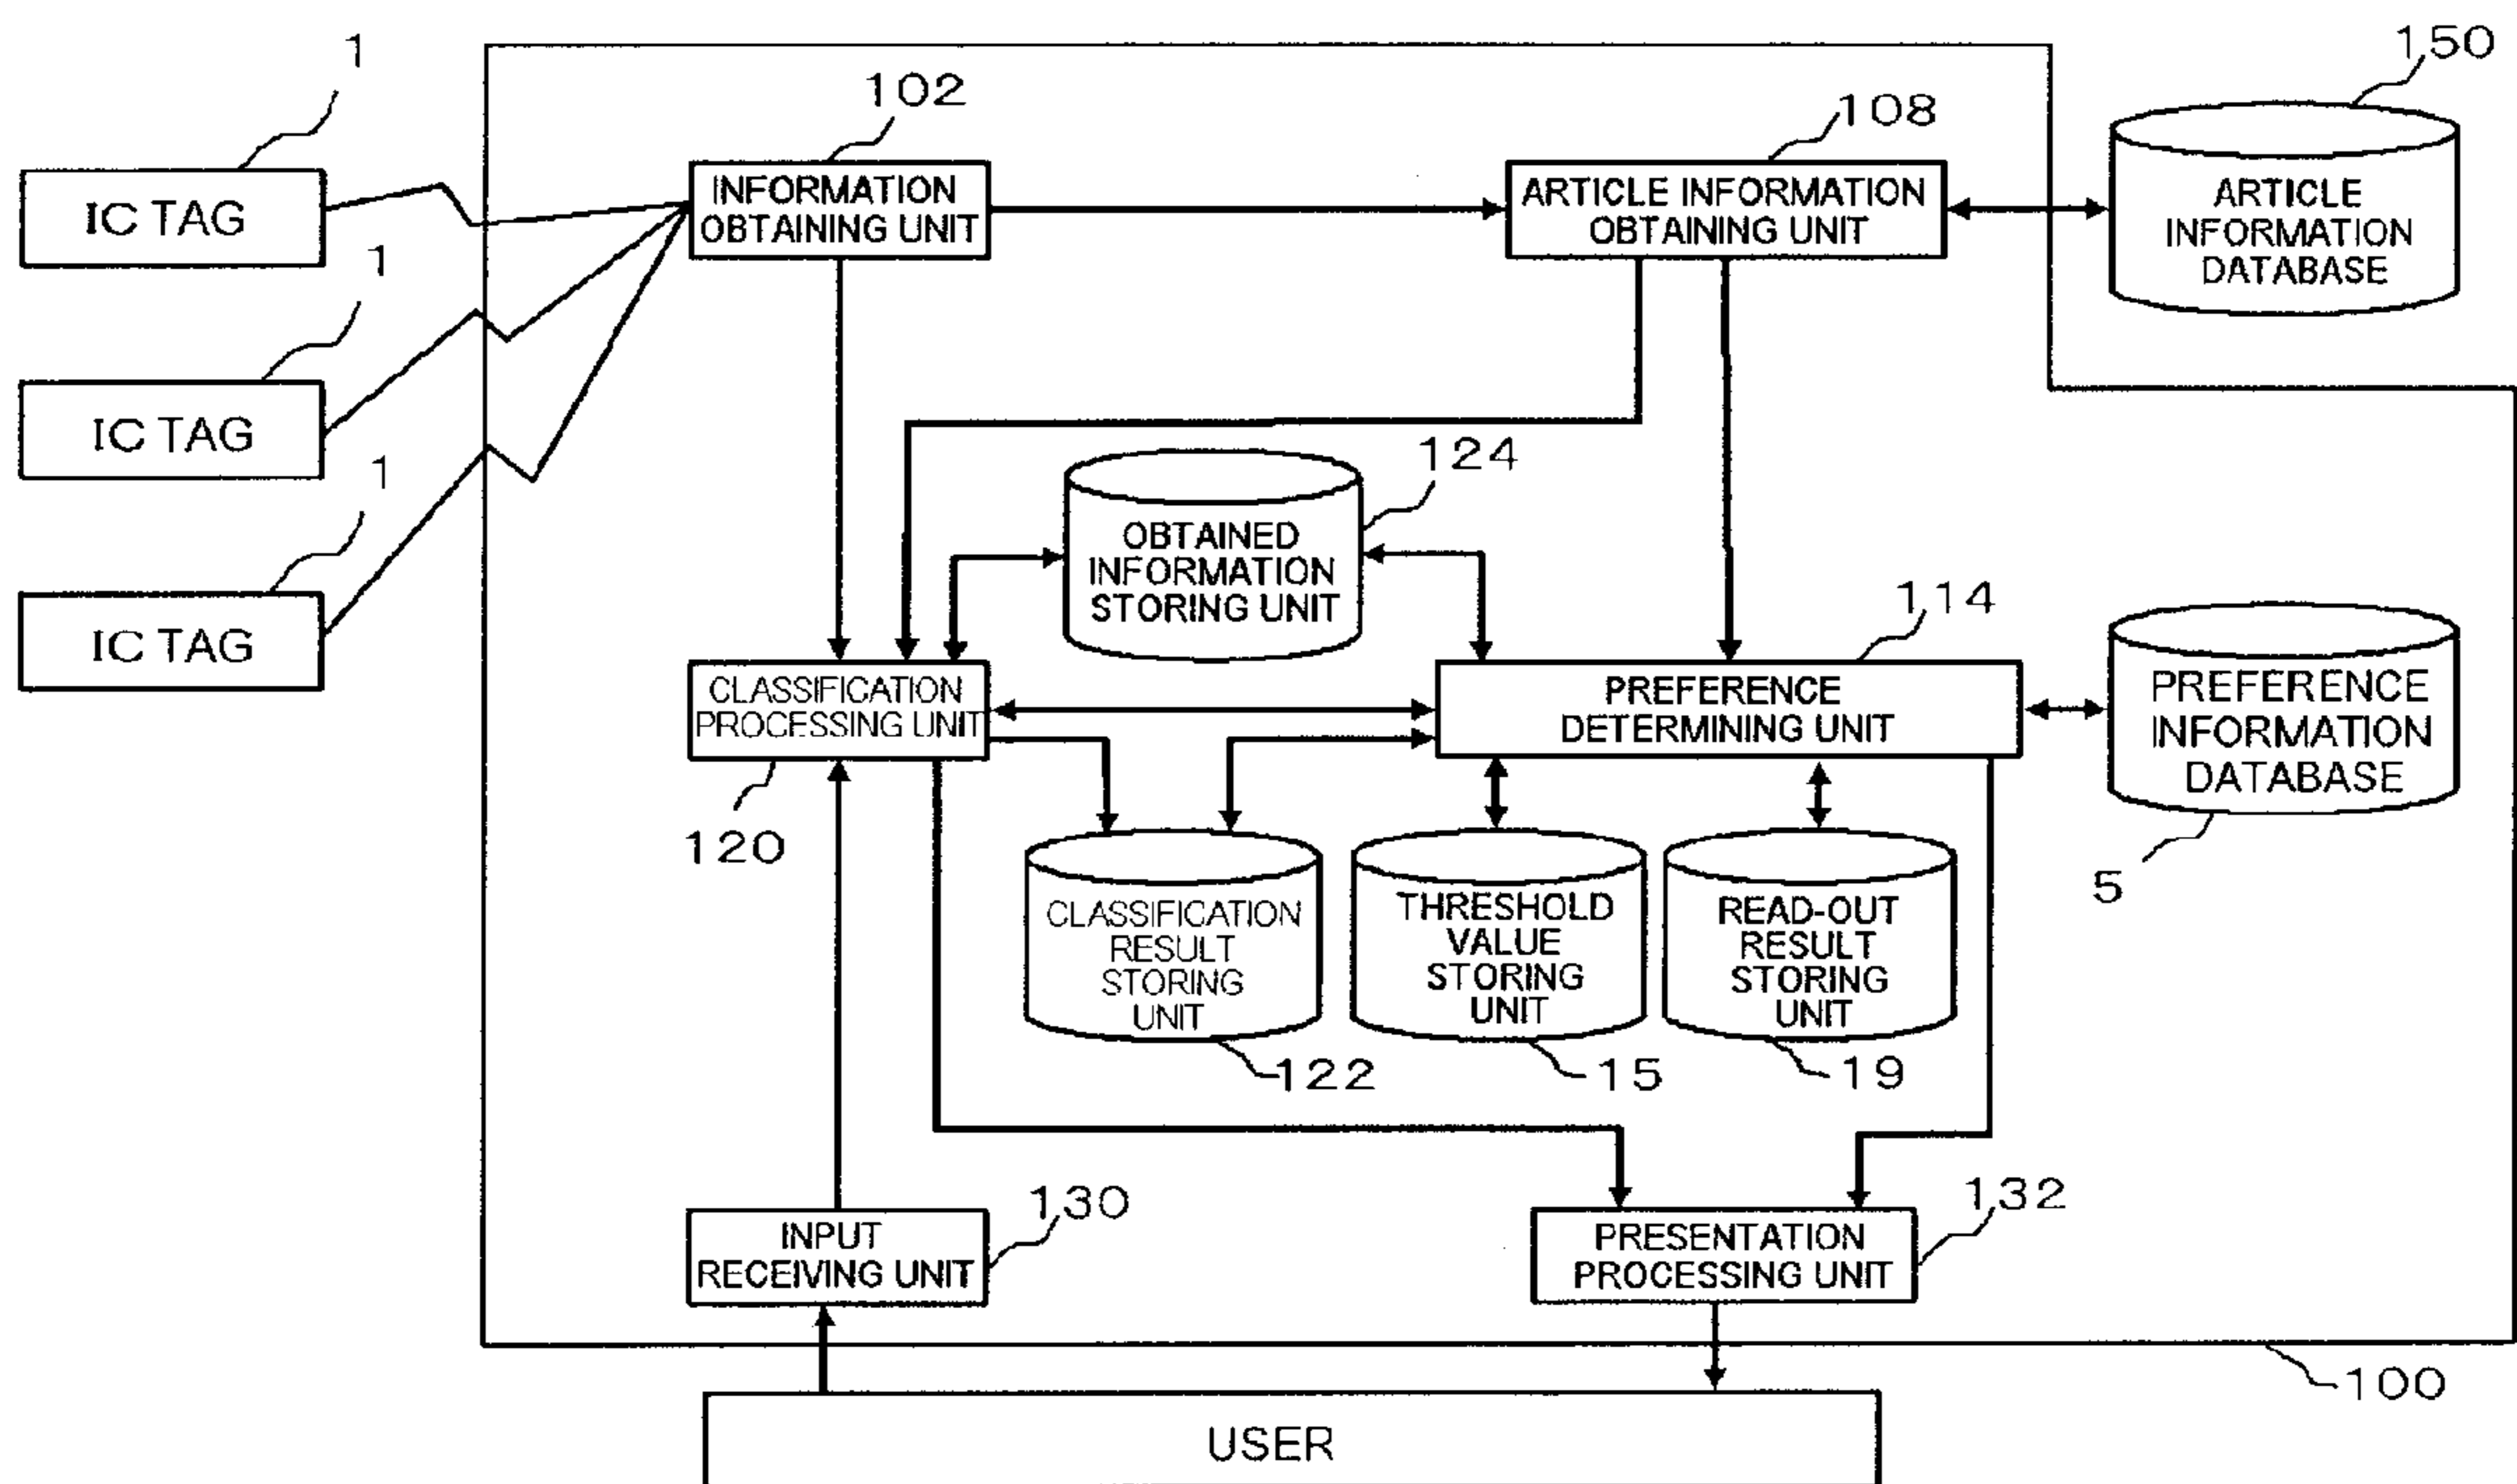 1
102
108
150
IC TAG
INFORMATION
OBTAINING UNIT
ARTICLE INFORMATION
OBTAINING UNIT
ARTICLE
INFORMATION
DATABASE
1
IC TAG
124
OBTAINED
INFORMATION
STORING UNIT
1
IC TAG
114
CLASSIFICATION
PROCESSING UNIT
PREFERENCE
DETERMINING UNIT
PREFERENCE
INFORMATION
DATABASE
120
5
CLASSIFICATION
RESULT
STORING
UNIT
THRESHOLD
VALUE
STORING
UNIT
READ-OUT
RESULT
STORING
UNIT
122
15
19
130
132
INPUT
RECEIVING UNIT
PRESENTATION
PROCESSING UNIT
100
USER